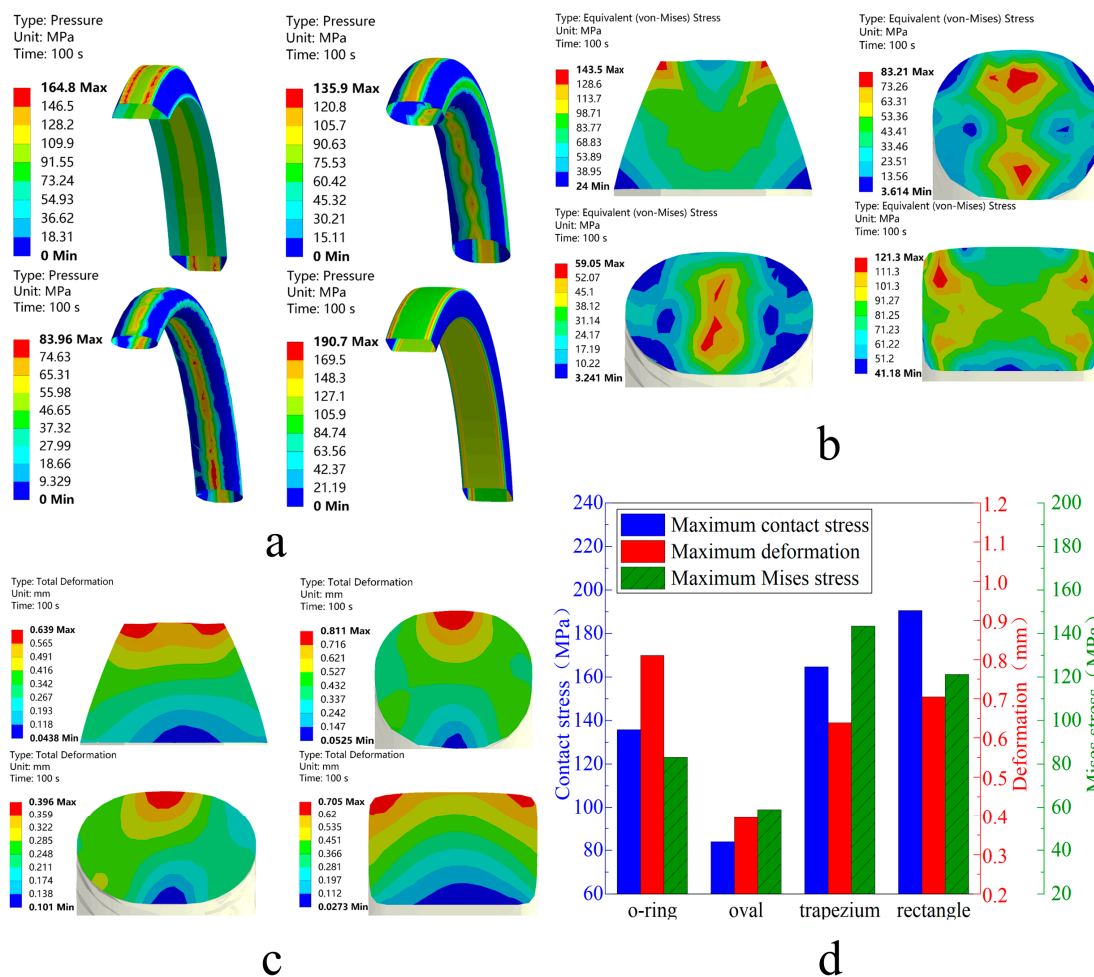 Type: Pressure
Unit: MPa
Time: 100 s
164.8 Max
146.5
128.2
109.9
91.55
73.24
54.93
36.62
18.31
0 Min
Type: Pressure
Unit: MPa
Time: 100 s
135.9 Max
120.8
105.7
90.63
75.53
60.42
45.32
30.21
15.11
0 Min
Type: Pressure
Unit: MPa
Time: 100 s
83.96 Max
74.63
65.31
55.98
46.65
37.32
27.99
18.66
9.329
0 Min
Type: Pressure
Unit: MPa
Time: 100 s
190.7 Max
169.5
148.3
127.1
105.9
84.74
63.56
42.37
21.19
0 Min
a
Type: Equivalent (von-Mises) Stress
Unit: MPa
Time: 100 s
143.5 Max
128.6
113.7
98.71
83.77
68.83
53.89
38.95
24 Min
Type: Equivalent (von-Mises) Stress
Unit: MPa
Time: 100 s
83.21 Max
73.26
63.31
53.36
43.41
33.46
23.51
13.56
3.614 Min
Type: Equivalent (von-Mises) Stress
Unit: MPa
Time: 100 s
59.05 Max
52.07
45.1
38.12
31.14
24.17
17.19
10.22
3.241 Min
Type: Equivalent (von-Mises) Stress
Unit: MPa
Time: 100 s
121.3 Max
111.3
101.3
91.27
81.25
71.23
61.22
51.2
41.18 Min
b
Type: Total Deformation
Unit: mm
Time: 100 s
0.639 Max
0.565
0.491
0.416
0.342
0.267
0.193
0.118
0.0438 Min
Type: Total Deformation
Unit: mm
Time: 100 s
0.811 Max
0.716
0.621
0.527
0.432
0.337
0.242
0.147
0.0525 Min
Type: Total Deformation
Unit: mm
Time: 100 s
0.396 Max
0.359
0.322
0.285
0.248
0.211
0.174
0.138
0.101 Min
Type: Total Deformation
Unit: mm
Time: 100 s
0.705 Max
0.62
0.535
0.451
0.366
0.281
0.197
0.112
0.0273 Min
c
Contact stress（MPa）
240
220
200
180
160
140
120
100
80
60
Maximum contact stress
Maximum deformation
Maximum Mises stress
o-ring
oval
trapezium
rectangle
1.2
1.1
1.0
0.9
0.8
0.7
0.6
0.5
0.4
0.3
0.2
Deformation（mm）
200
180
160
140
120
100
80
60
40
20
Mises stress（MPa）
d